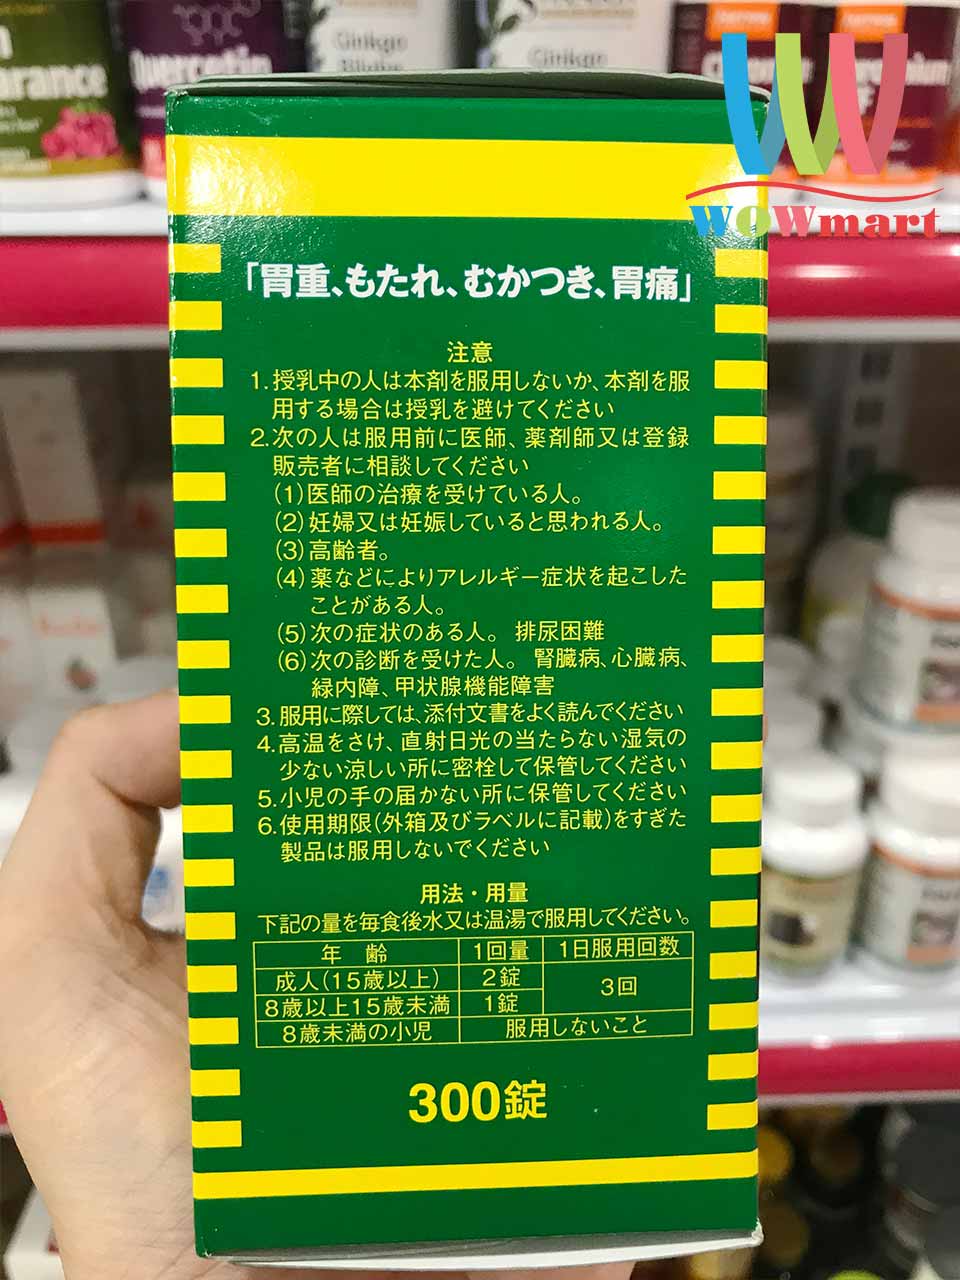 arance
Quercetin
Ginkgo
Biloba
Ginkgo
WOWmart
「胃重、もたれ、むかつき、胃痛」
注意
1.授乳中の人は本剤を服用しないか、本剤を服
用する場合は授乳を避けてください
2.次の人は服用前に医師、薬剤師又は登録
販売者に相談してください
(1)医師の治療を受けている人。
(2)妊婦又は妊娠していると思われる人。
(3)高齢者。
(4)薬などによりアレルギー症状を起こした
ことがある人。
(5)次の症状のある人。 排尿困難
(6)次の診断を受けた人。 腎臓病、心臓病、
緑内障、甲状腺機能障害
3.服用に際しては、添付文書をよく読んでください
4.高温をさけ、直射日光の当たらない湿気の
少ない涼しい所に密栓して保管してください
5.小児の手の届かない所に保管してください
6.使用期限(外箱及びラベルに記載)をすぎた
製品は服用しないでください
用法・用量
下記の量を毎食後水又は温湯で服用してください。
年 齢 1回量 1日服用回数
成人(15歳以上) 2錠 3回
8歳以上15歳未満 1錠
8歳未満の小児 服用しないこと
300錠